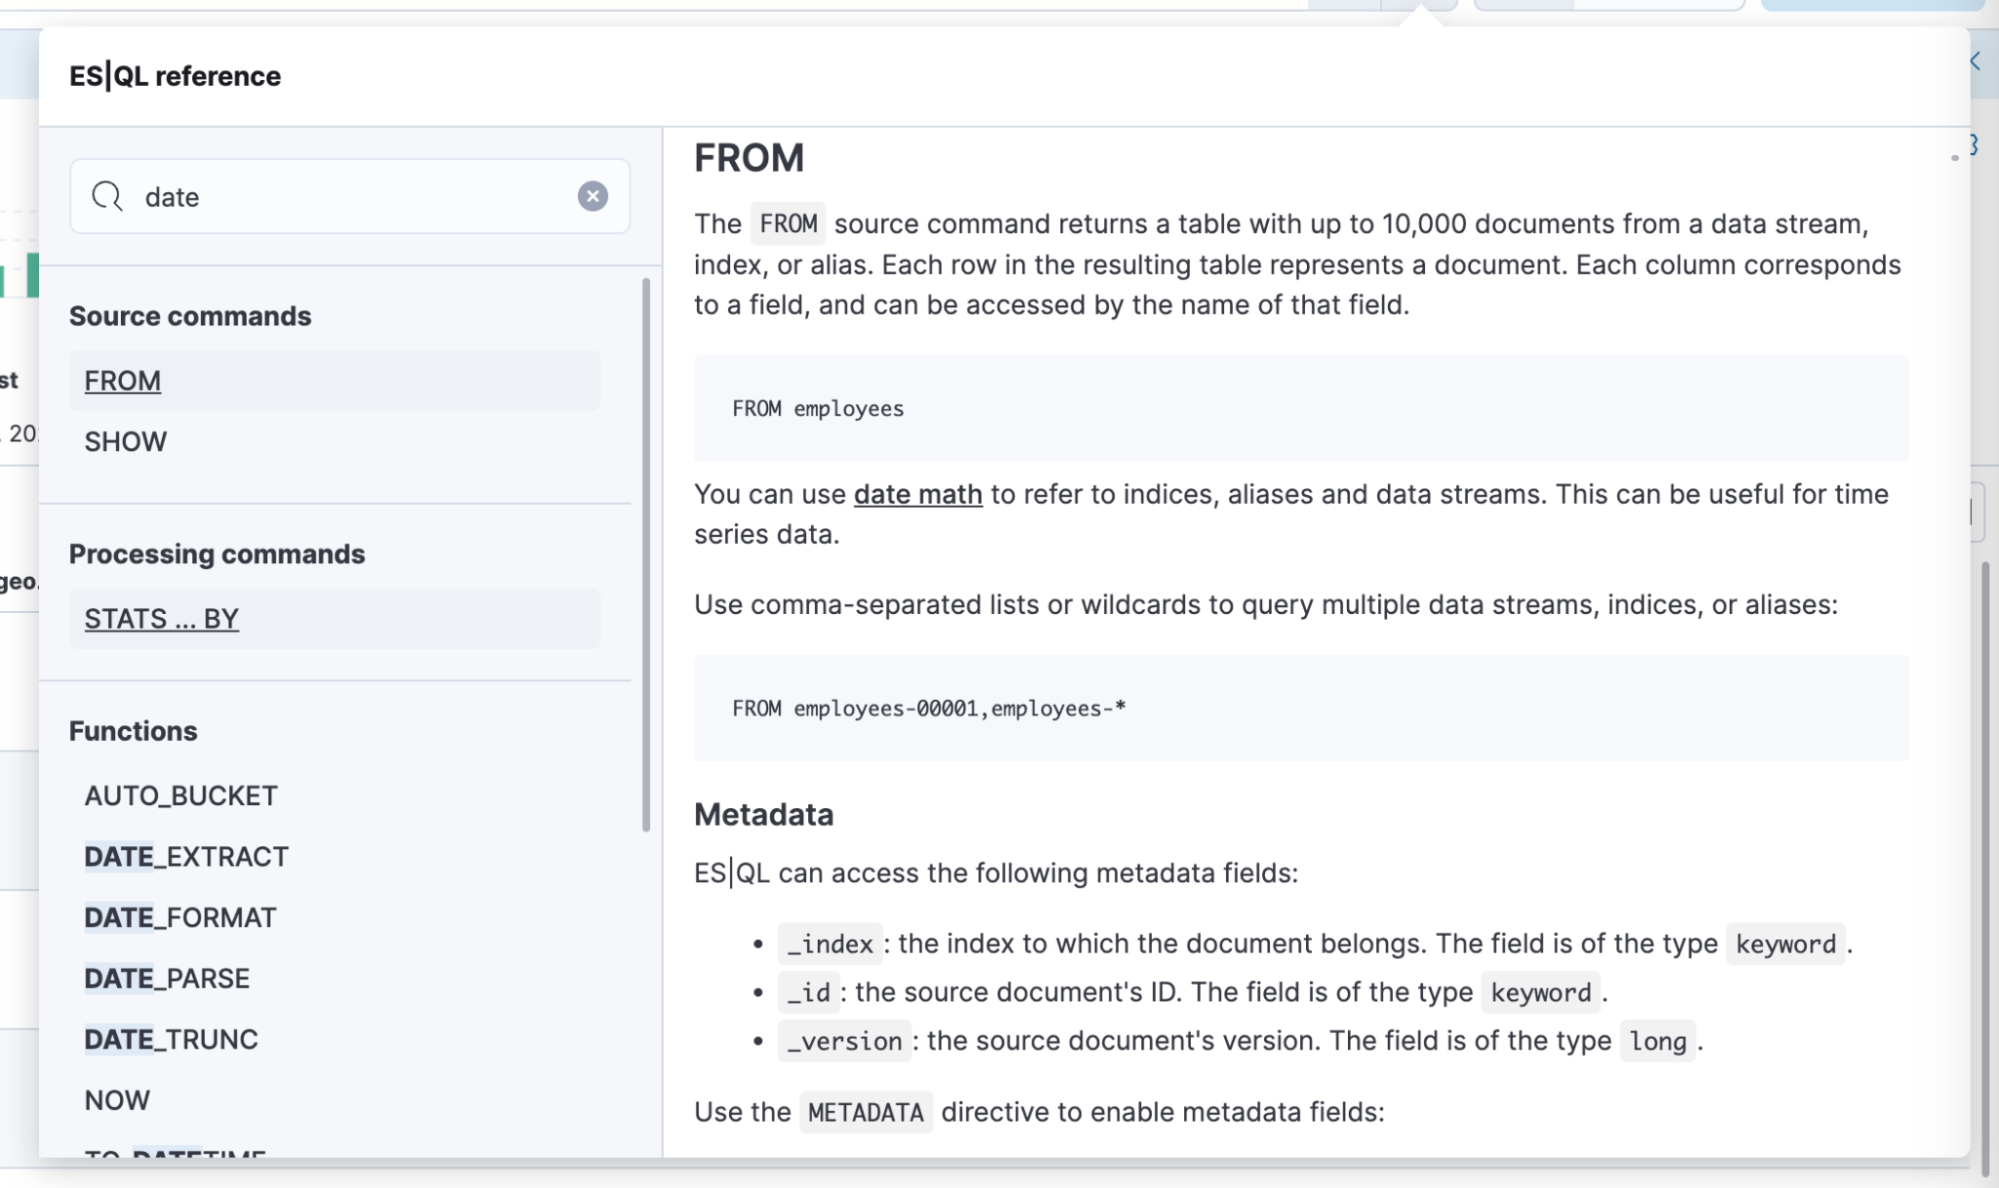 ES|QL reference
date
Source commands
FROM
SHOW
Processing commands
STATS ... BY
Functions
AUTO_BUCKET
DATE_EXTRACT
DATE_FORMAT
DATE_PARSE
DATE_TRUNC
NOW
TO_DATETIME
FROM
The FROM source command returns a table with up to 10,000 documents from a data stream,
index, or alias. Each row in the resulting table represents a document. Each column corresponds
to a field, and can be accessed by the name of that field.
FROM employees
You can use date math to refer to indices, aliases and data streams. This can be useful for time
series data.
Use comma-separated lists or wildcards to query multiple data streams, indices, or aliases:
FROM employees-00001,employees-*
Metadata
ES|QL can access the following metadata fields:
• _index : the index to which the document belongs. The field is of the type keyword .
• _id : the source document's ID. The field is of the type keyword .
• _version : the source document's version. The field is of the type long .
Use the METADATA directive to enable metadata fields:
st
, 20
geo.